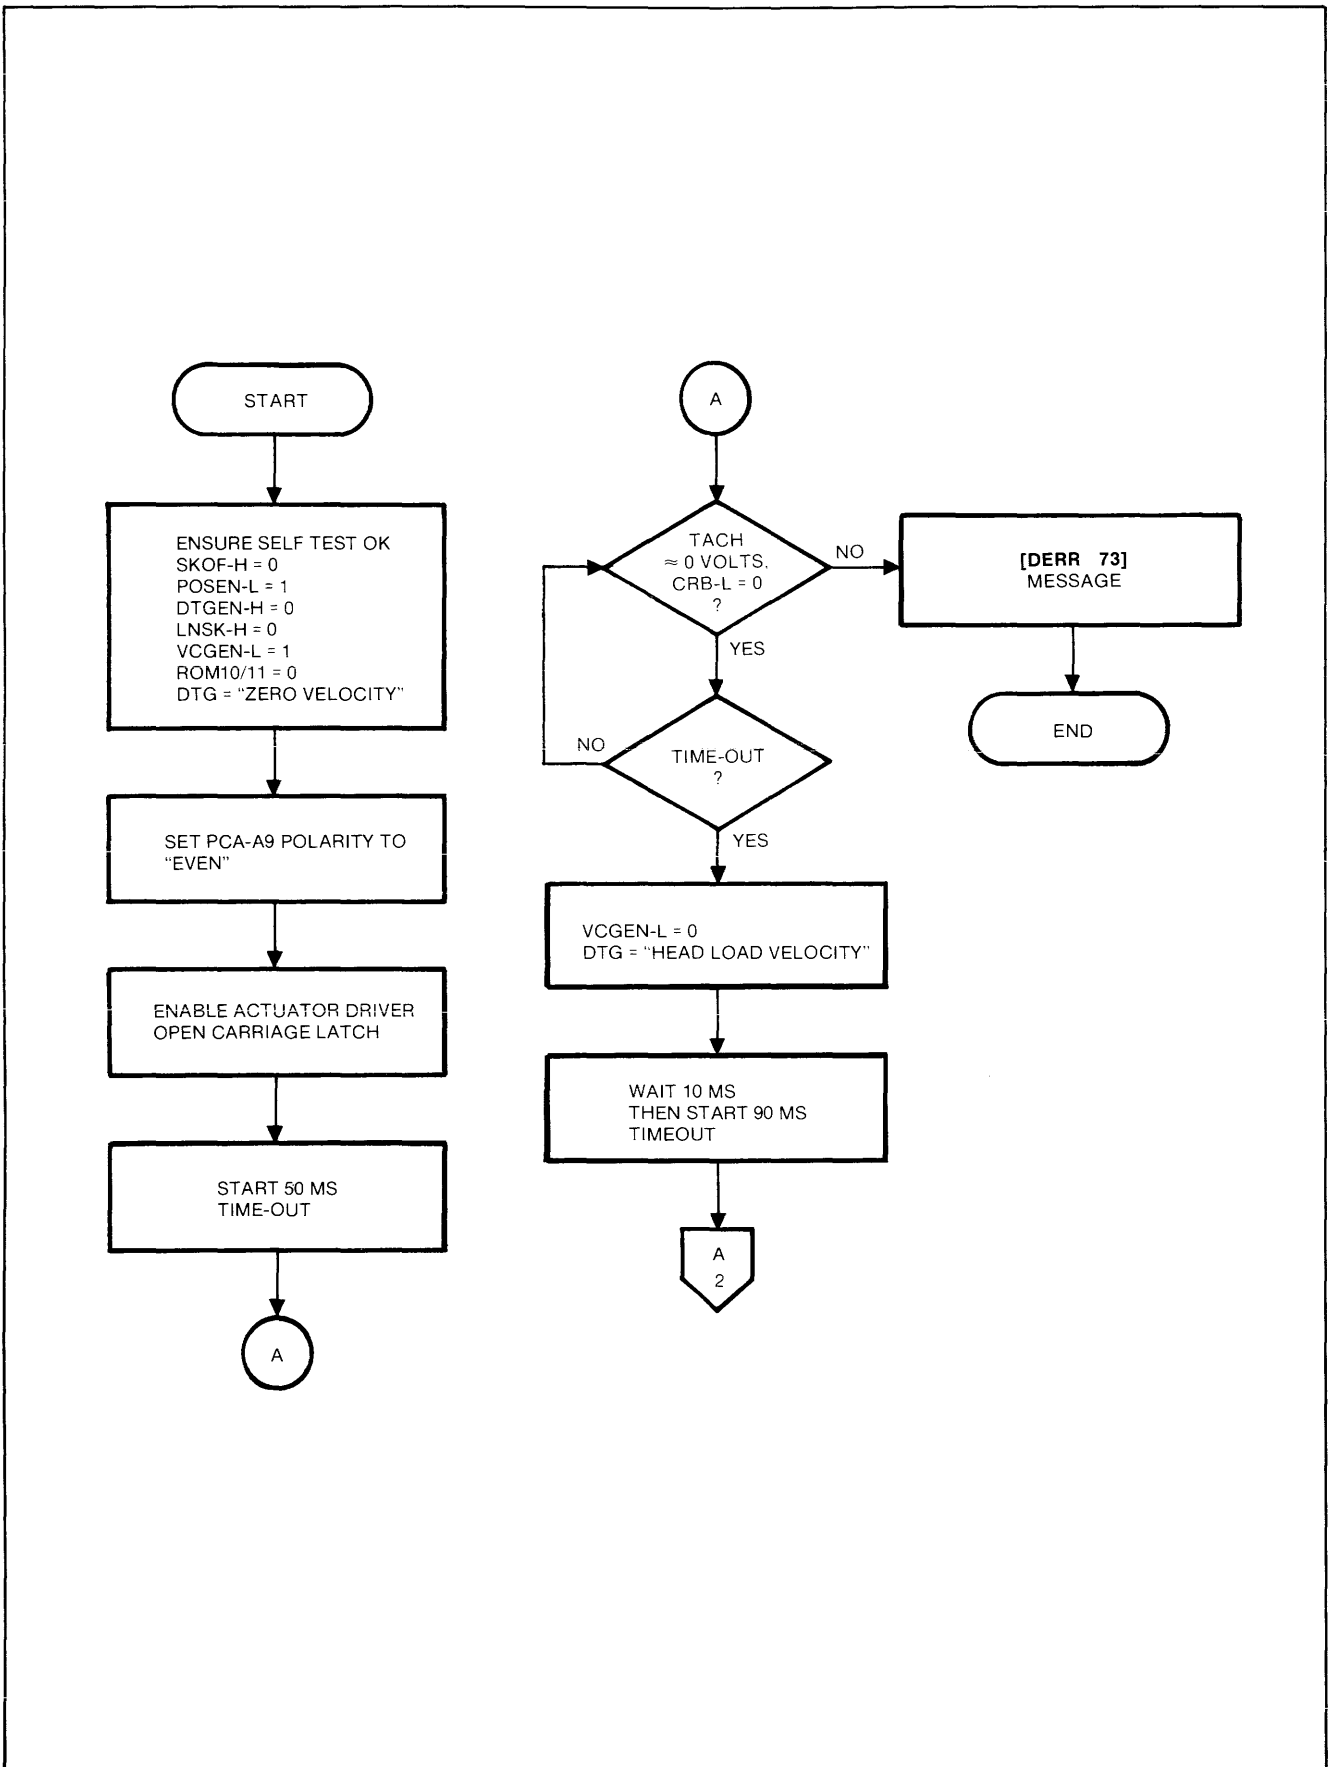 START
ENSURE SELF TEST OK
SKOF-H = 0
POSEN-L = 1
DTGEN-H = 0
LNSK-H = 0
VCGEN-L = 1
ROM10/11 = 0
DTG = “ZERO VELOCITY”
SET PCA-A9 POLARITY TO
“EVEN”
ENABLE ACTUATOR DRIVER
OPEN CARRIAGE LATCH
START 50 MS
TIME-OUT
A
A
TACH
≈ 0 VOLTS,
CRB-L = 0
?
NO
[DERR 73]
MESSAGE
END
YES
TIME-OUT
?
NO
YES
VCGEN-L = 0
DTG = “HEAD LOAD VELOCITY”
WAIT 10 MS
THEN START 90 MS
TIMEOUT
A
2